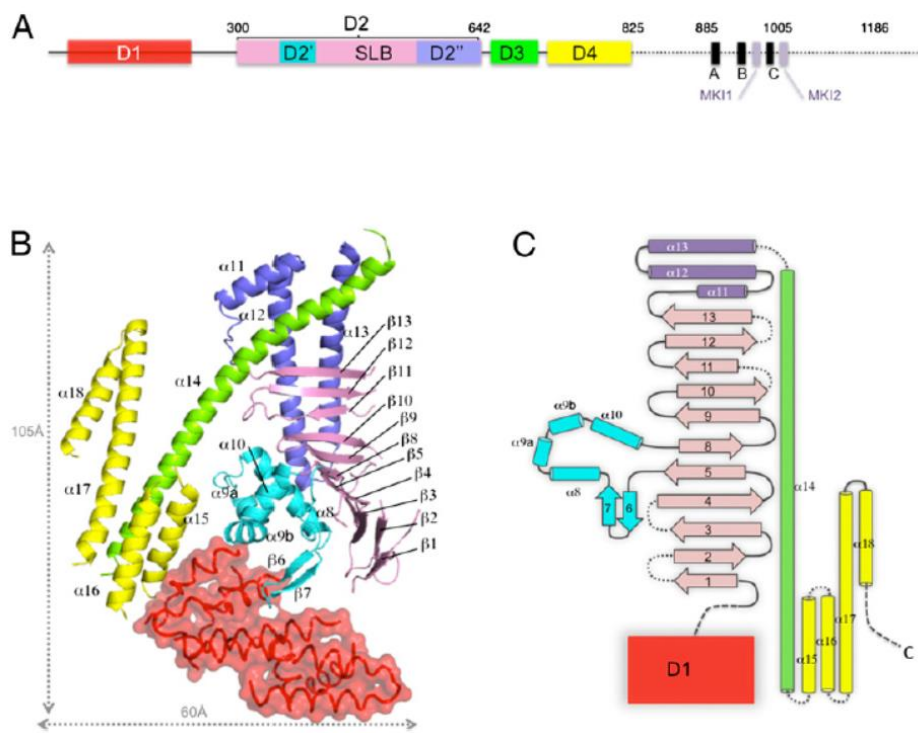 A
300
D2
642
825
885
1005
1186
D1
D2'
SLB
D2''
D3
D4
A
B
C
MKI1
MKI2
B
α11
α12
α13
β13
β12
β11
β10
β9
β8
β5
β4
β3
β2
β1
α14
α18
105Å
α10
α9a
α8
α17
α15
α9b
β6
β7
α16
60Å
C
α13
α12
α11
13
12
11
10
9
8
5
4
3
2
1
α9b
α10
α9a
α8
7
6
α14
α18
α17
α16
α15
C
D1